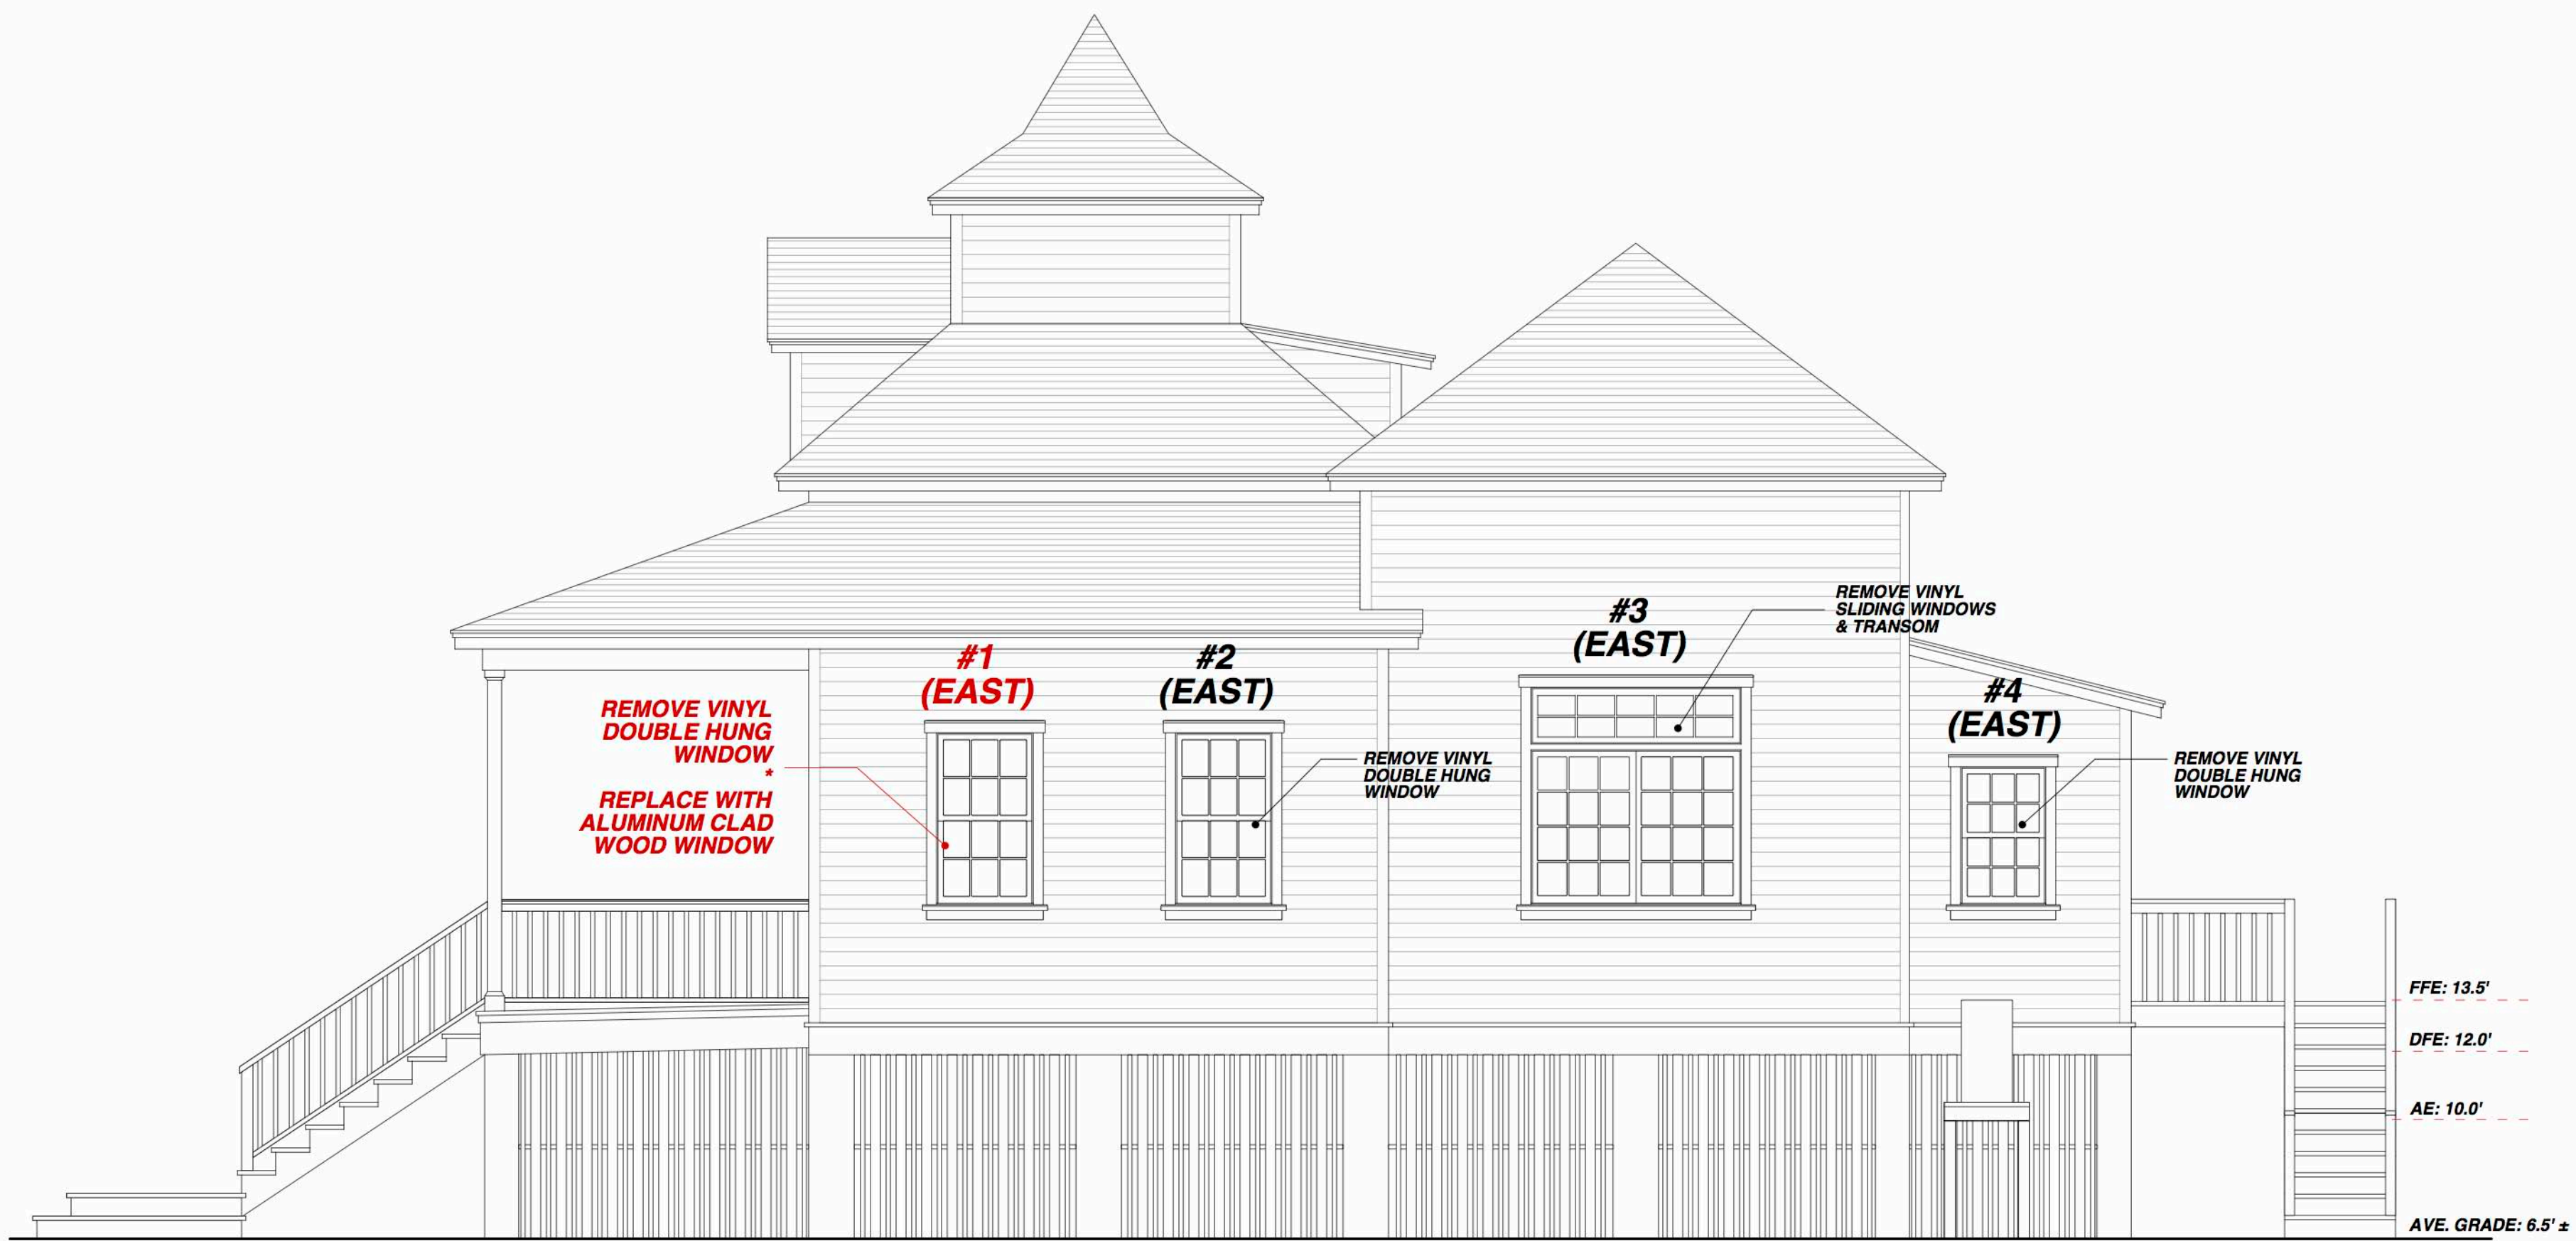 #1
(EAST)
REMOVE VINYL
DOUBLE HUNG
WINDOW
*
REPLACE WITH
ALUMINUM CLAD
WOOD WINDOW
#2
(EAST)
REMOVE VINYL
DOUBLE HUNG
WINDOW
#3
(EAST)
REMOVE VINYL
SLIDING WINDOWS
& TRANSOM
#4
(EAST)
REMOVE VINYL
DOUBLE HUNG
WINDOW
FFE: 13.5'
DFE: 12.0'
AE: 10.0'
AVE. GRADE: 6.5' ±